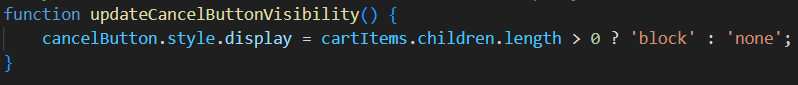 function updateCancelButtonVisibility() {
    cancelButton.style.display = cartItems.children.length > 0 ? 'block' : 'none';
}